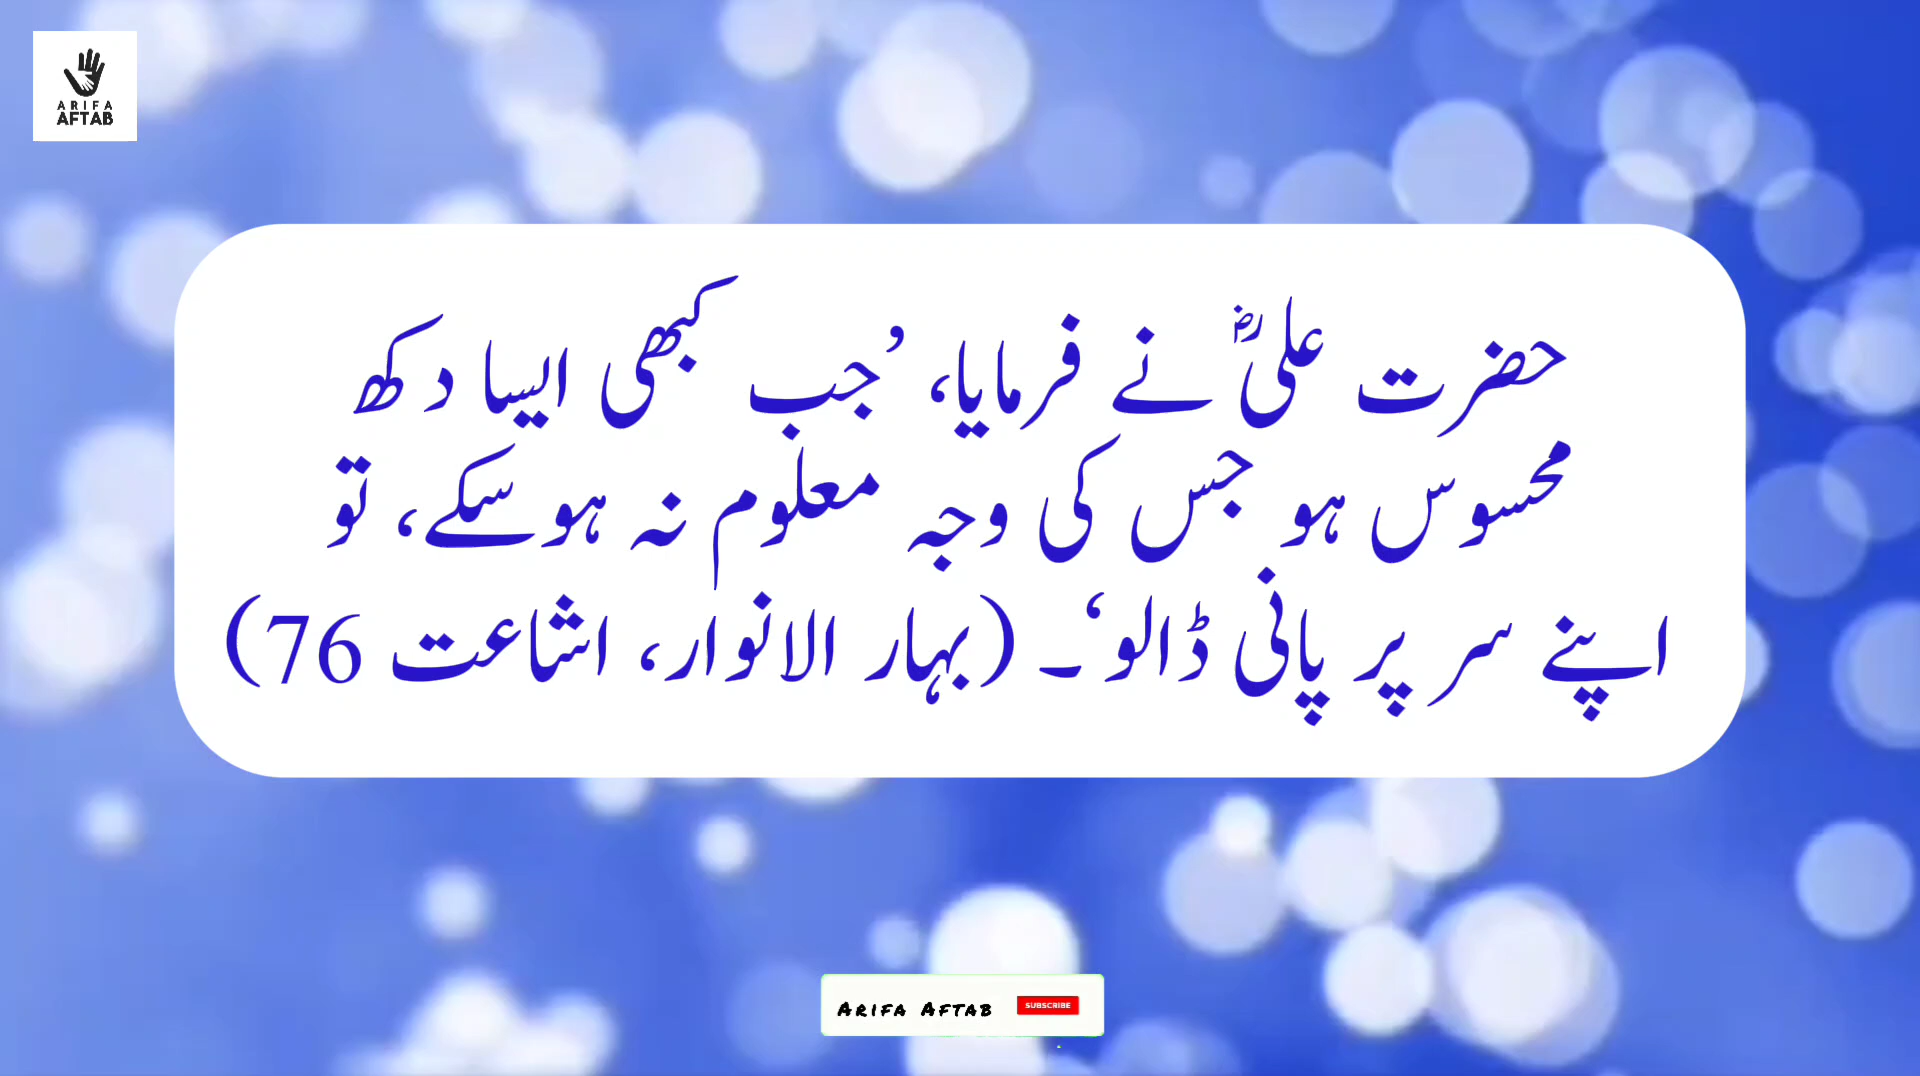 ARIFA
AFTAB
حضرت علیؓ نے فرمایا، ’جب کبھی ایسا دکھ
محسوس ہو جس کی وجہ معلوم نہ ہوسکے، تو
اپنے سر پر پانی ڈالو‘۔ (بہار الانوار، اشاعت 76)
ARIFA AFTAB SUBSCRIBE